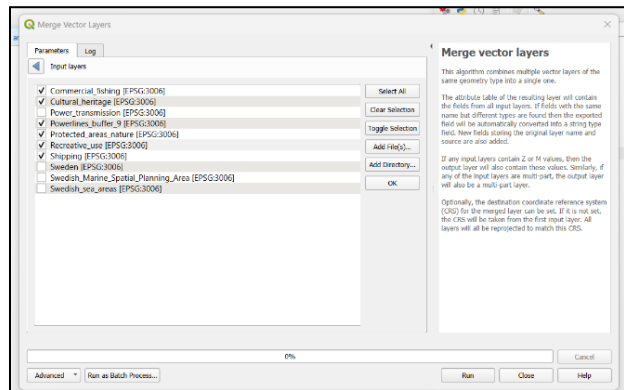 Merge Vector Layers
Parameters
Log
Input layers
Commercial_fishing [EPSG:3006]
Cultural_heritage [EPSG:3006]
Power_transmission [EPSG:3006]
Powerlines_buffer_9 [EPSG:3006]
Protected_areas_nature [EPSG:3006]
Recreative_use [EPSG:3006]
Shipping [EPSG:3006]
Sweden [EPSG:3006]
Swedish_Marine_Spatial_Planning_Area [EPSG:3006]
Swedish_sea_areas [EPSG:3006]
Select All
Clear Selection
Toggle Selection
Add File(s)...
Add Directory...
OK
Merge vector layers
This algorithm combines multiple vector layers of the
same geometry type into a single one.
The attribute table of the resulting layer will contain
the fields from all input layers. If fields with the same
name but different types are found then the exported
field will be automatically converted into a string type
field. New fields storing the original layer name and
source are also added.
If any input layers contain Z or M values, then the
output layer will also contain these values. Similarly, if
any of the input layers are multi-part, the output layer
will also be a multi-part layer.
Optionally, the destination coordinate reference system
(CRS) for the merged layer can be set. If it is not set,
the CRS will be taken from the first input layer. All
layers will all be reprojected to match this CRS.
0%
Cancel
Advanced
Run as Batch Process...
Run
Close
Help